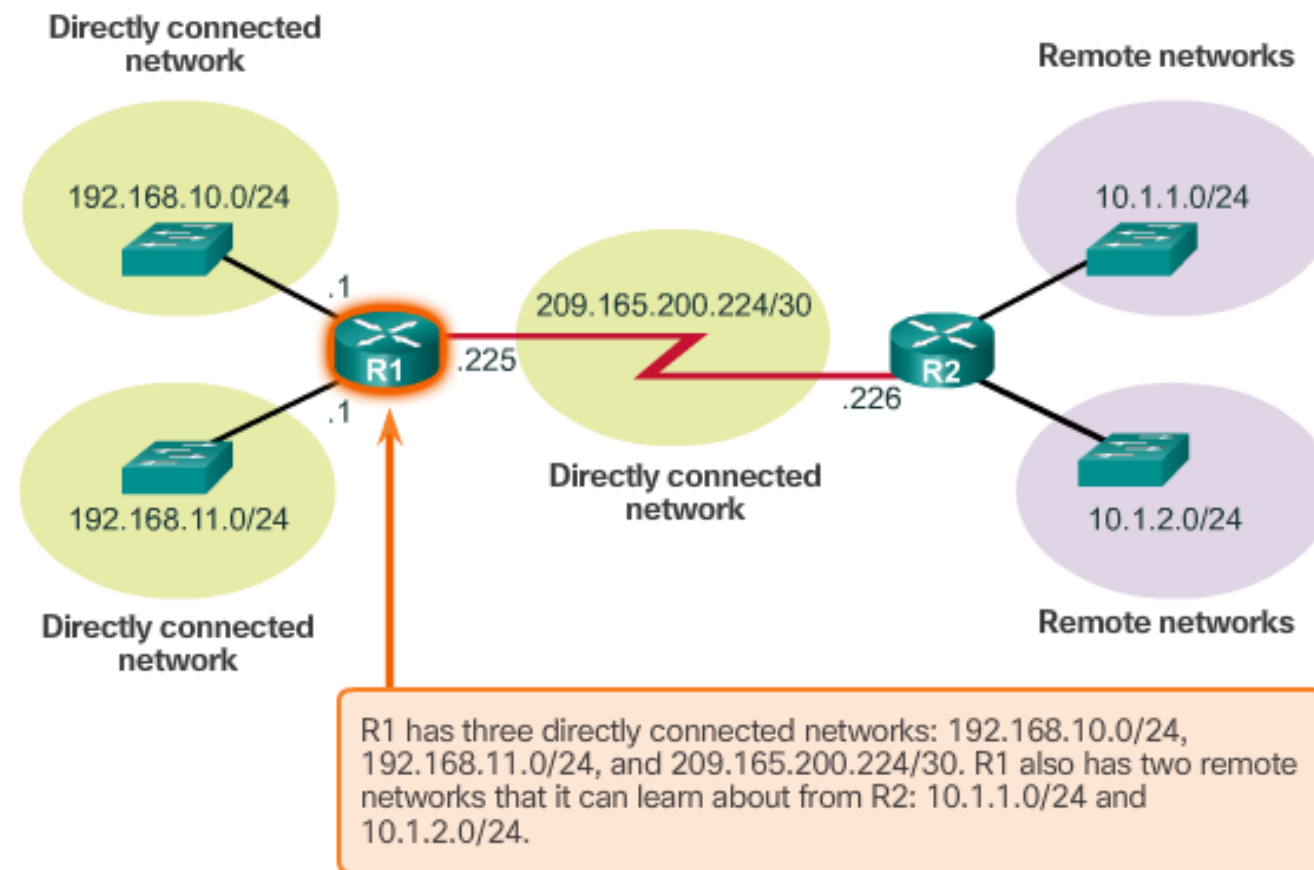 Directly connected
network
Remote networks
192.168.10.0/24
10.1.1.0/24
.1
209.165.200.224/30
R1
.225
R2
.226
.1
Directly connected
network
192.168.11.0/24
10.1.2.0/24
Directly connected
network
Remote networks
R1 has three directly connected networks: 192.168.10.0/24,
192.168.11.0/24, and 209.165.200.224/30. R1 also has two remote
networks that it can learn about from R2: 10.1.1.0/24 and
10.1.2.0/24.